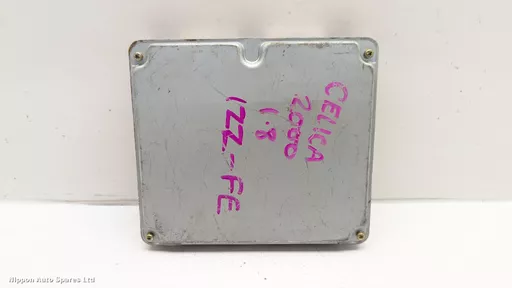 CELICA
2000
1.8
1ZZ-FE
Nippon Auto Spares Ltd